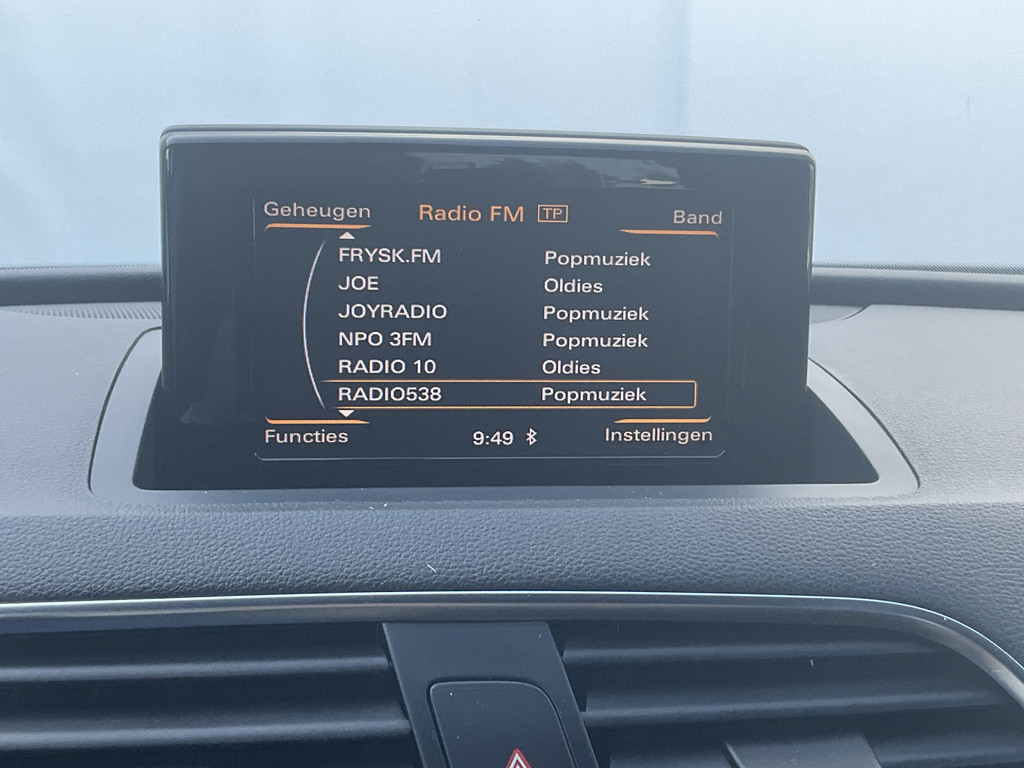 Geheugen Radio FM TP Band
FRYSK.FM Popmuziek
JOE Oldies
JOYRADIO Popmuziek
NPO 3FM Popmuziek
RADIO 10 Oldies
RADIO538 Popmuziek
Functies 9:49 Instellingen